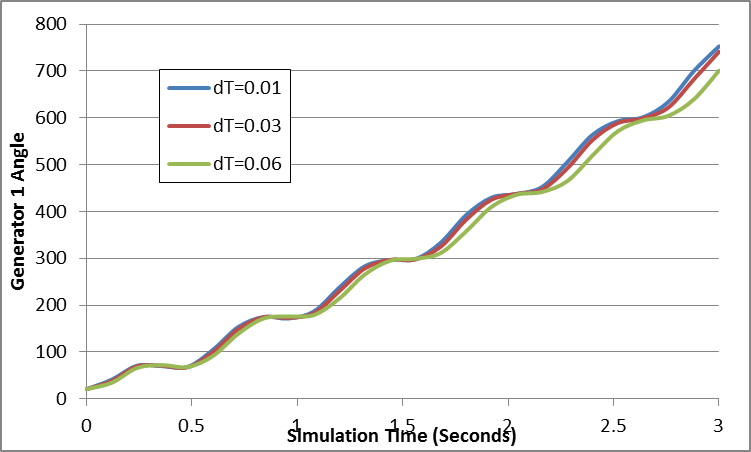 800
700
600
500
400
300
200
100
0
Generator 1 Angle
dT=0.01
dT=0.03
dT=0.06
0 0.5 1 1.5 2 2.5 3
Simulation Time (Seconds)